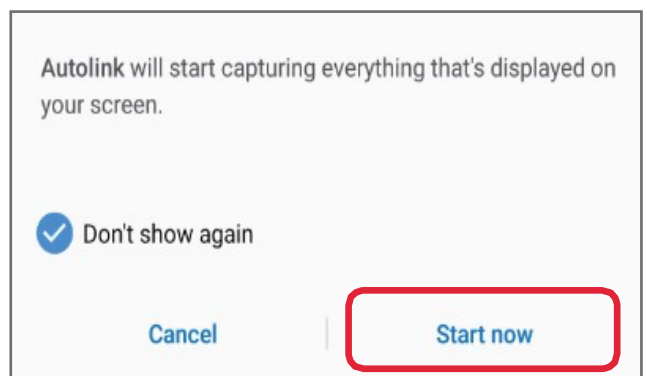 Autolink will start capturing everything that's displayed on
your screen.
Don't show again
Cancel
Start now